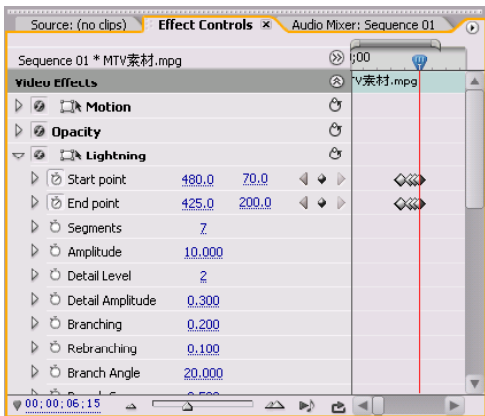 Source: (no clips) Effect Controls × Audio Mixer: Sequence 01
Sequence 01 * MTV素材.mpg ;00
Video Effects V素材.mpg
Motion
Opacity
Lightning
Start point 480.0 70.0
End point 425.0 200.0
Segments 7
Amplitude 10.000
Detail Level 2
Detail Amplitude 0.300
Branching 0.200
Rebranching 0.100
Branch Angle 20.000
00;00;06;15